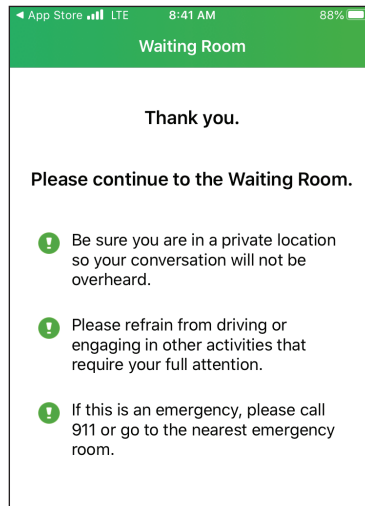 ◀ App Store LTE 8:41 AM 88%
Waiting Room
Thank you.
Please continue to the Waiting Room.
Be sure you are in a private location
so your conversation will not be
overheard.
Please refrain from driving or
engaging in other activities that
require your full attention.
If this is an emergency, please call
911 or go to the nearest emergency
room.